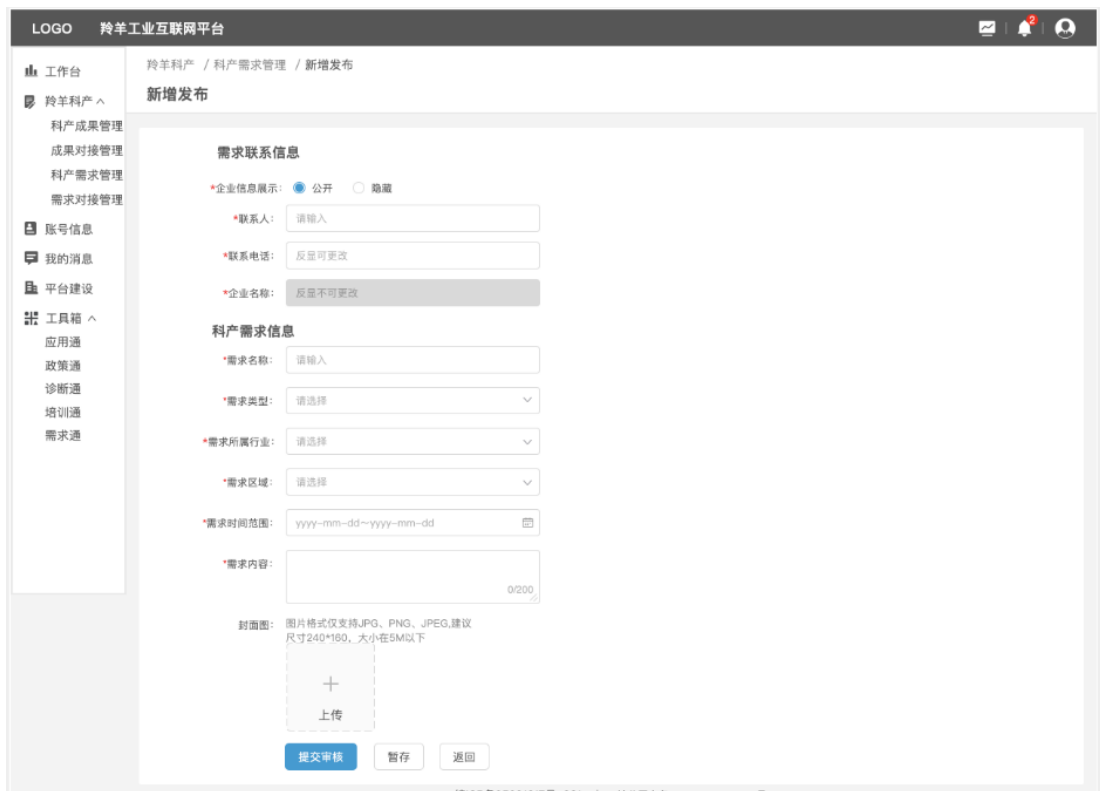 LOGO 羚羊工业互联网平台 2
工作台
羚羊科产
科产成果管理
成果对接管理
科产需求管理
需求对接管理
账号信息
我的消息
平台建设
工具箱
应用通
政策通
诊断通
培训通
需求通
羚羊科产 / 科产需求管理 / 新增发布
新增发布
需求联系信息
*企业信息展示: 公开 隐藏
*联系人: 请输入
*联系电话: 反显可更改
*企业名称: 反显不可更改
科产需求信息
*需求名称: 请输入
*需求类型: 请选择
*需求所属行业: 请选择
*需求区域: 请选择
*需求时间范围: yyyy-mm-dd~yyyy-mm-dd
*需求内容:
0/200
封面图: 图片格式仅支持JPG、PNG、JPEG,建议
尺寸240*160，大小在5M以下
上传
提交审核 暂存 返回